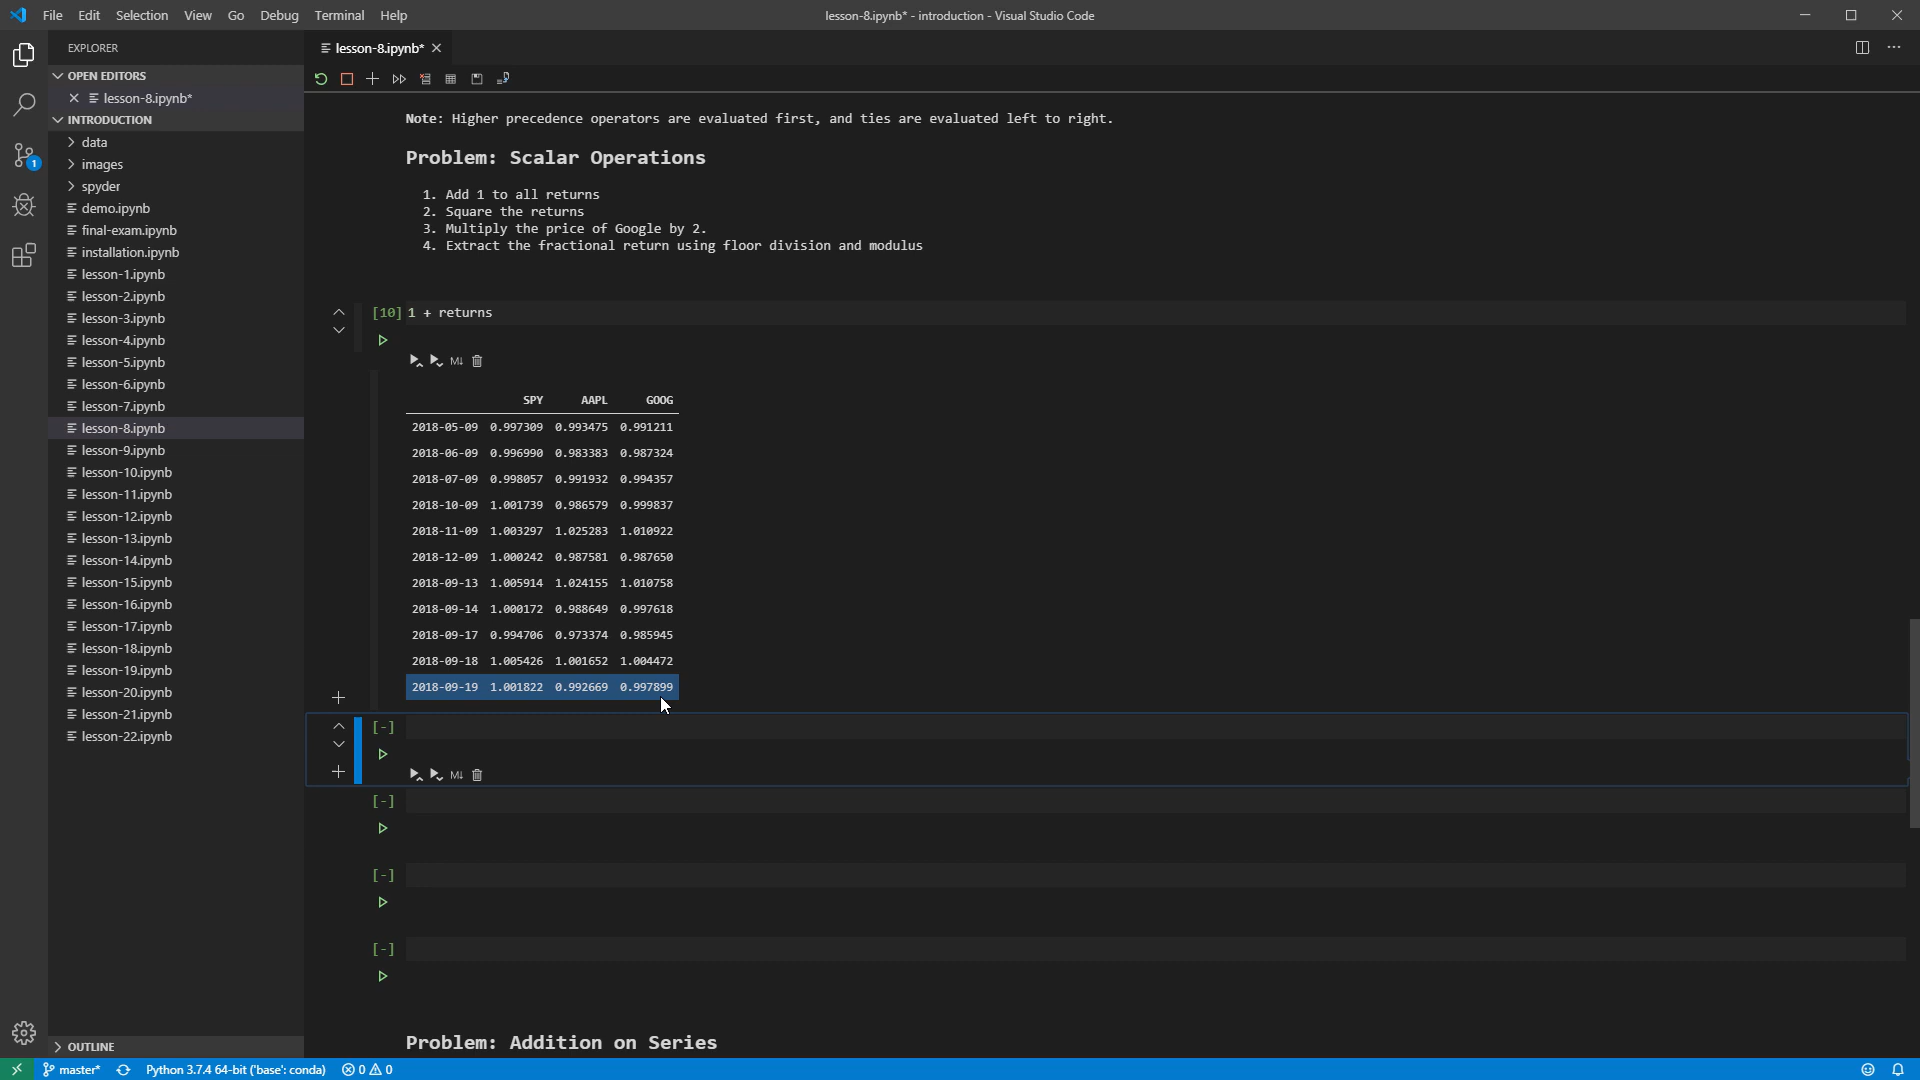 File Edit Selection View Go Debug Terminal Help
lesson-8.ipynb* - introduction - Visual Studio Code
EXPLORER
OPEN EDITORS
lesson-8.ipynb*
INTRODUCTION
data
images
spyder
demo.ipynb
final-exam.ipynb
installation.ipynb
lesson-1.ipynb
lesson-2.ipynb
lesson-3.ipynb
lesson-4.ipynb
lesson-5.ipynb
lesson-6.ipynb
lesson-7.ipynb
lesson-8.ipynb
lesson-9.ipynb
lesson-10.ipynb
lesson-11.ipynb
lesson-12.ipynb
lesson-13.ipynb
lesson-14.ipynb
lesson-15.ipynb
lesson-16.ipynb
lesson-17.ipynb
lesson-18.ipynb
lesson-19.ipynb
lesson-20.ipynb
lesson-21.ipynb
lesson-22.ipynb
OUTLINE
1
lesson-8.ipynb*
Note: Higher precedence operators are evaluated first, and ties are evaluated left to right.
Problem: Scalar Operations
1. Add 1 to all returns
2. Square the returns
3. Multiply the price of Google by 2.
4. Extract the fractional return using floor division and modulus
[10] 1 + returns
M↓
SPY AAPL GOOG
2018-05-09 0.997309 0.993475 0.991211
2018-06-09 0.996990 0.983383 0.987324
2018-07-09 0.998057 0.991932 0.994357
2018-10-09 1.001739 0.986579 0.999837
2018-11-09 1.003297 1.025283 1.010922
2018-12-09 1.000242 0.987581 0.987650
2018-09-13 1.005914 1.024155 1.010758
2018-09-14 1.000172 0.988649 0.997618
2018-09-17 0.994706 0.973374 0.985945
2018-09-18 1.005426 1.001652 1.004472
2018-09-19 1.001822 0.992669 0.997899
[-]
M↓
[-]
[-]
[-]
Problem: Addition on Series
master* Python 3.7.4 64-bit ('base': conda) 0 0